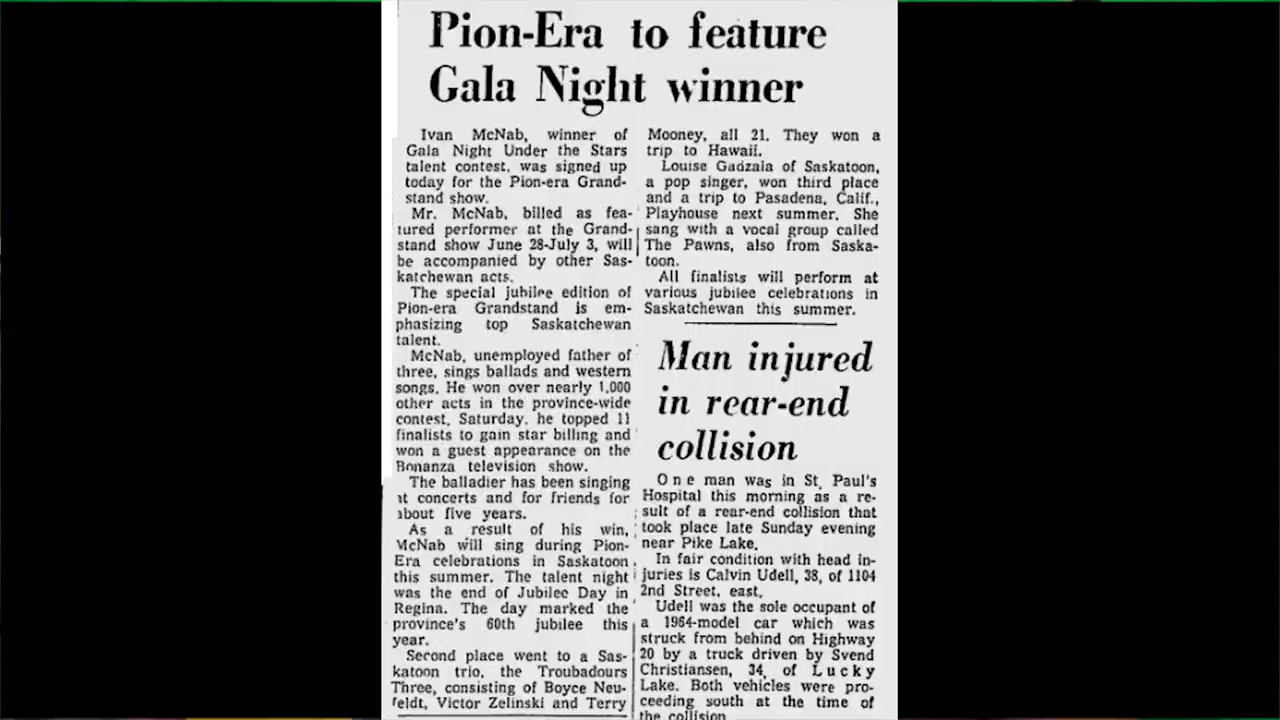 Pion-Era to feature
Gala Night winner
Ivan McNab, winner of
Gala Night Under the Stars
talent contest, was signed up
today for the Pion-era Grand-
stand show.
Mr. McNab, billed as fea-
tured performer at the Grand-
stand show June 28-July 3, will
be accompanied by other Sas-
katchewan acts.
The special jubilee edition of
Pion-era Grandstand is em-
phasizing top Saskatchewan
talent.
McNab, unemployed father of
three, sings ballads and western
songs. He won over nearly 1,000
other acts in the province-wide
contest. Saturday, he topped 11
finalists to gain star billing and
won a guest appearance on the
Bonanza television show.
The balladier has been singing
at concerts and for friends for
about five years.
As a result of his win,
McNab will sing during Pion-
Era celebrations in Saskatoon
this summer. The talent night
was the end of Jubilee Day in
Regina. The day marked the
province's 60th jubilee this
year.
Second place went to a Sas-
katoon trio, the Troubadours
Three, consisting of Boyce Neu-
feldt, Victor Zelinski and Terry
Mooney, all 21. They won a
trip to Hawaii.
Louise Gadzala of Saskatoon,
a pop singer, won third place
and a trip to Pasadena, Calif.,
Playhouse next summer. She
sang with a vocal group called
The Pawns, also from Saska-
toon.
All finalists will perform at
various jubilee celebrations in
Saskatchewan this summer.
Man injured
in rear-end
collision
One man was in St. Paul's
Hospital this morning as a re-
sult of a rear-end collision that
took place late Sunday evening
near Pike Lake.
In fair condition with head in-
juries is Calvin Udell, 38, of 1104
2nd Street, east.
Udell was the sole occupant of
a 1964-model car which was
struck from behind on Highway
20 by a truck driven by Svend
Christiansen, 34, of Lucky
Lake. Both vehicles were pro-
ceeding south at the time of
the collision